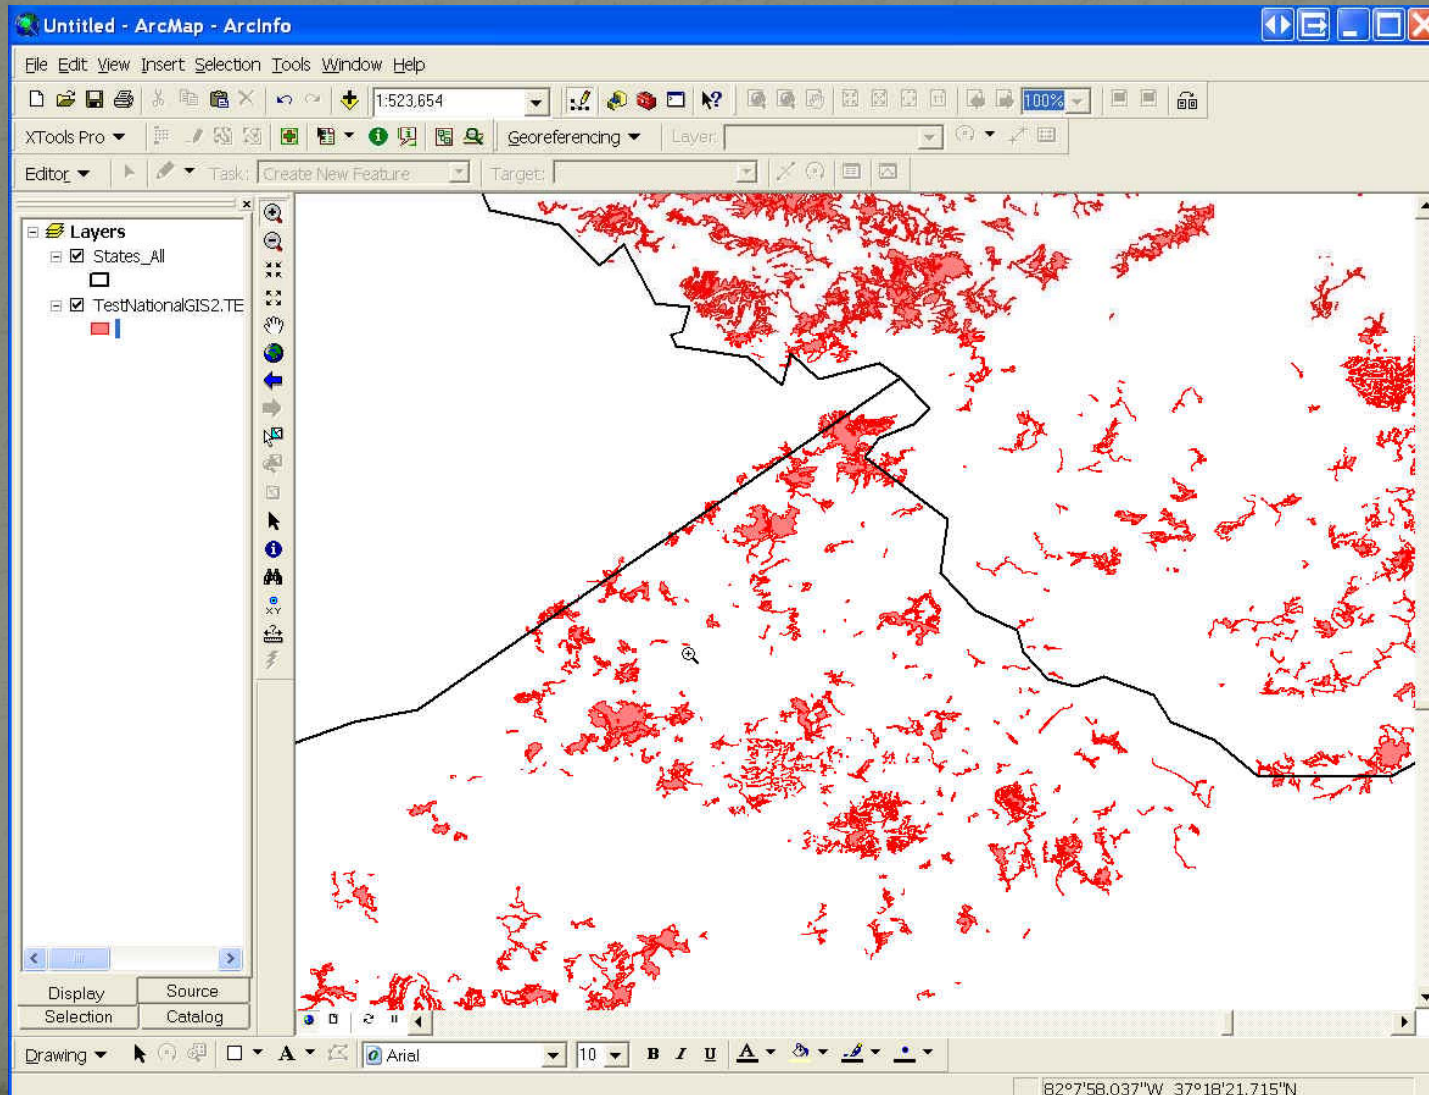 Untitled - ArcMap - ArcInfo
File Edit View Insert Selection Tools Window Help
1:523,654
100%
XTools Pro
Georeferencing
Layer:
Editor
Task: Create New Feature
Target:
Layers
States_All
TestNationalGIS2.TE
XY
Display
Source
Selection
Catalog
Drawing
A
Arial
10
B I U A
82°7'58.037"W 37°18'21.715"N